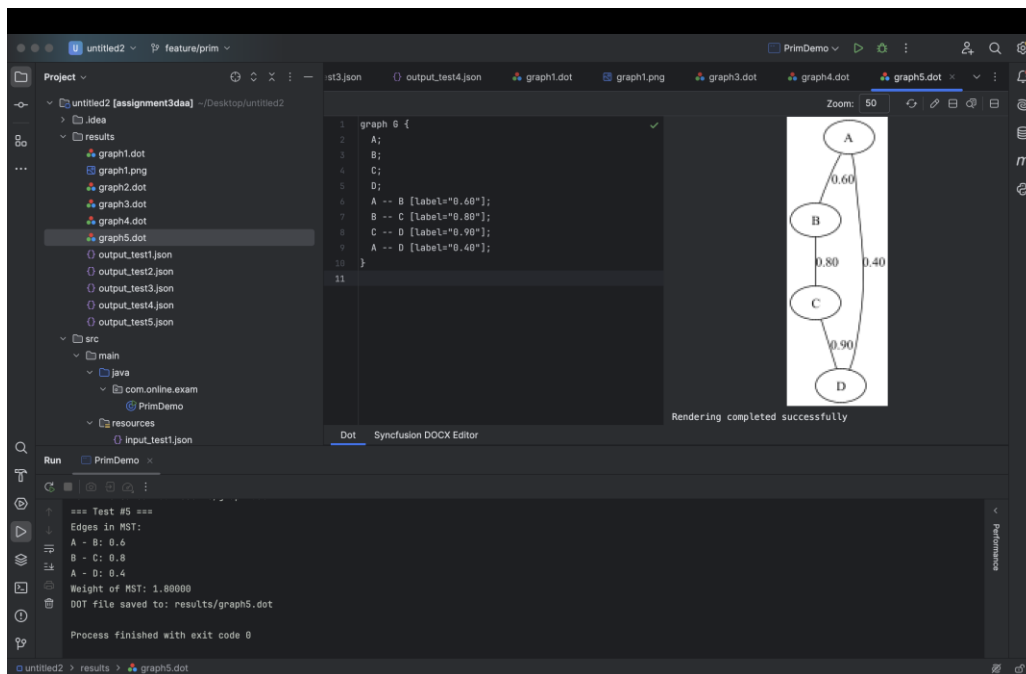 untitled2
feature/prim
PrimDemo
Project
st3.json
output_test4.json
graph1.dot
graph1.png
graph3.dot
graph4.dot
graph5.dot
untitled2 [assignment3daa] ~/Desktop/untitled2
.idea
results
graph1.dot
graph1.png
graph2.dot
graph3.dot
graph4.dot
graph5.dot
output_test1.json
output_test2.json
output_test3.json
output_test4.json
output_test5.json
src
main
java
com.online.exam
PrimDemo
resources
input_test1.json
Zoom: 50
1 graph G {
2 A;
3 B;
4 C;
5 D;
6 A -- B [label="0.60"];
7 B -- C [label="0.80"];
8 C -- D [label="0.90"];
9 A -- D [label="0.40"];
10 }
11
A
0.60
B
0.80 0.40
C
0.90
D
Rendering completed successfully
Dot
Syncfusion DOCX Editor
Run
PrimDemo
=== Test #5 ===
Edges in MST:
A - B: 0.6
B - C: 0.8
A - D: 0.4
Weight of MST: 1.80000
DOT file saved to: results/graph5.dot
Process finished with exit code 0
Performance
untitled2 > results > graph5.dot